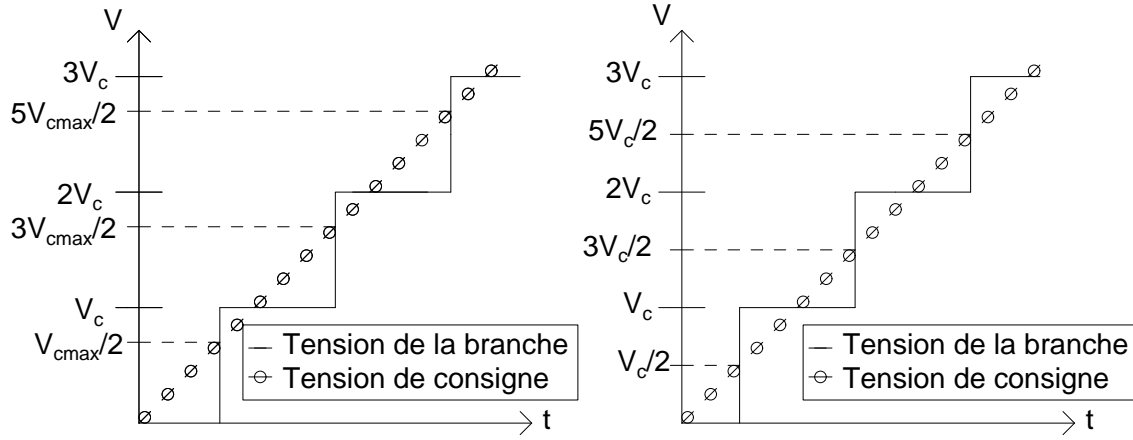 V
3V_c
5V_cmax/2
2V_c
3V_cmax/2
V_c
V_cmax/2
Tension de la branche
Tension de consigne
t
V
3V_c
5V_c/2
2V_c
3V_c/2
V_c
V_c/2
Tension de la branche
Tension de consigne
t